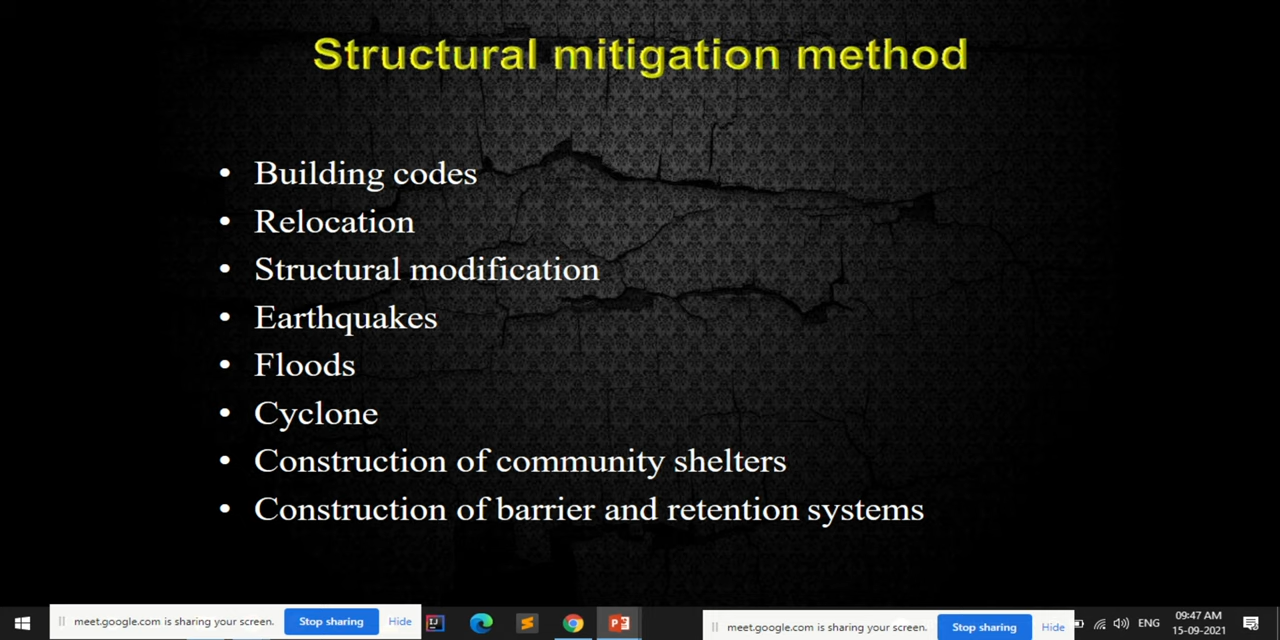 Structural mitigation method
• Building codes
• Relocation
• Structural modification
• Earthquakes
• Floods
• Cyclone
• Construction of community shelters
• Construction of barrier and retention systems
meet.google.com is sharing your screen. Stop sharing Hide
meet.google.com is sharing your screen. Stop sharing Hide
ENG
09:47 AM
15-09-2021